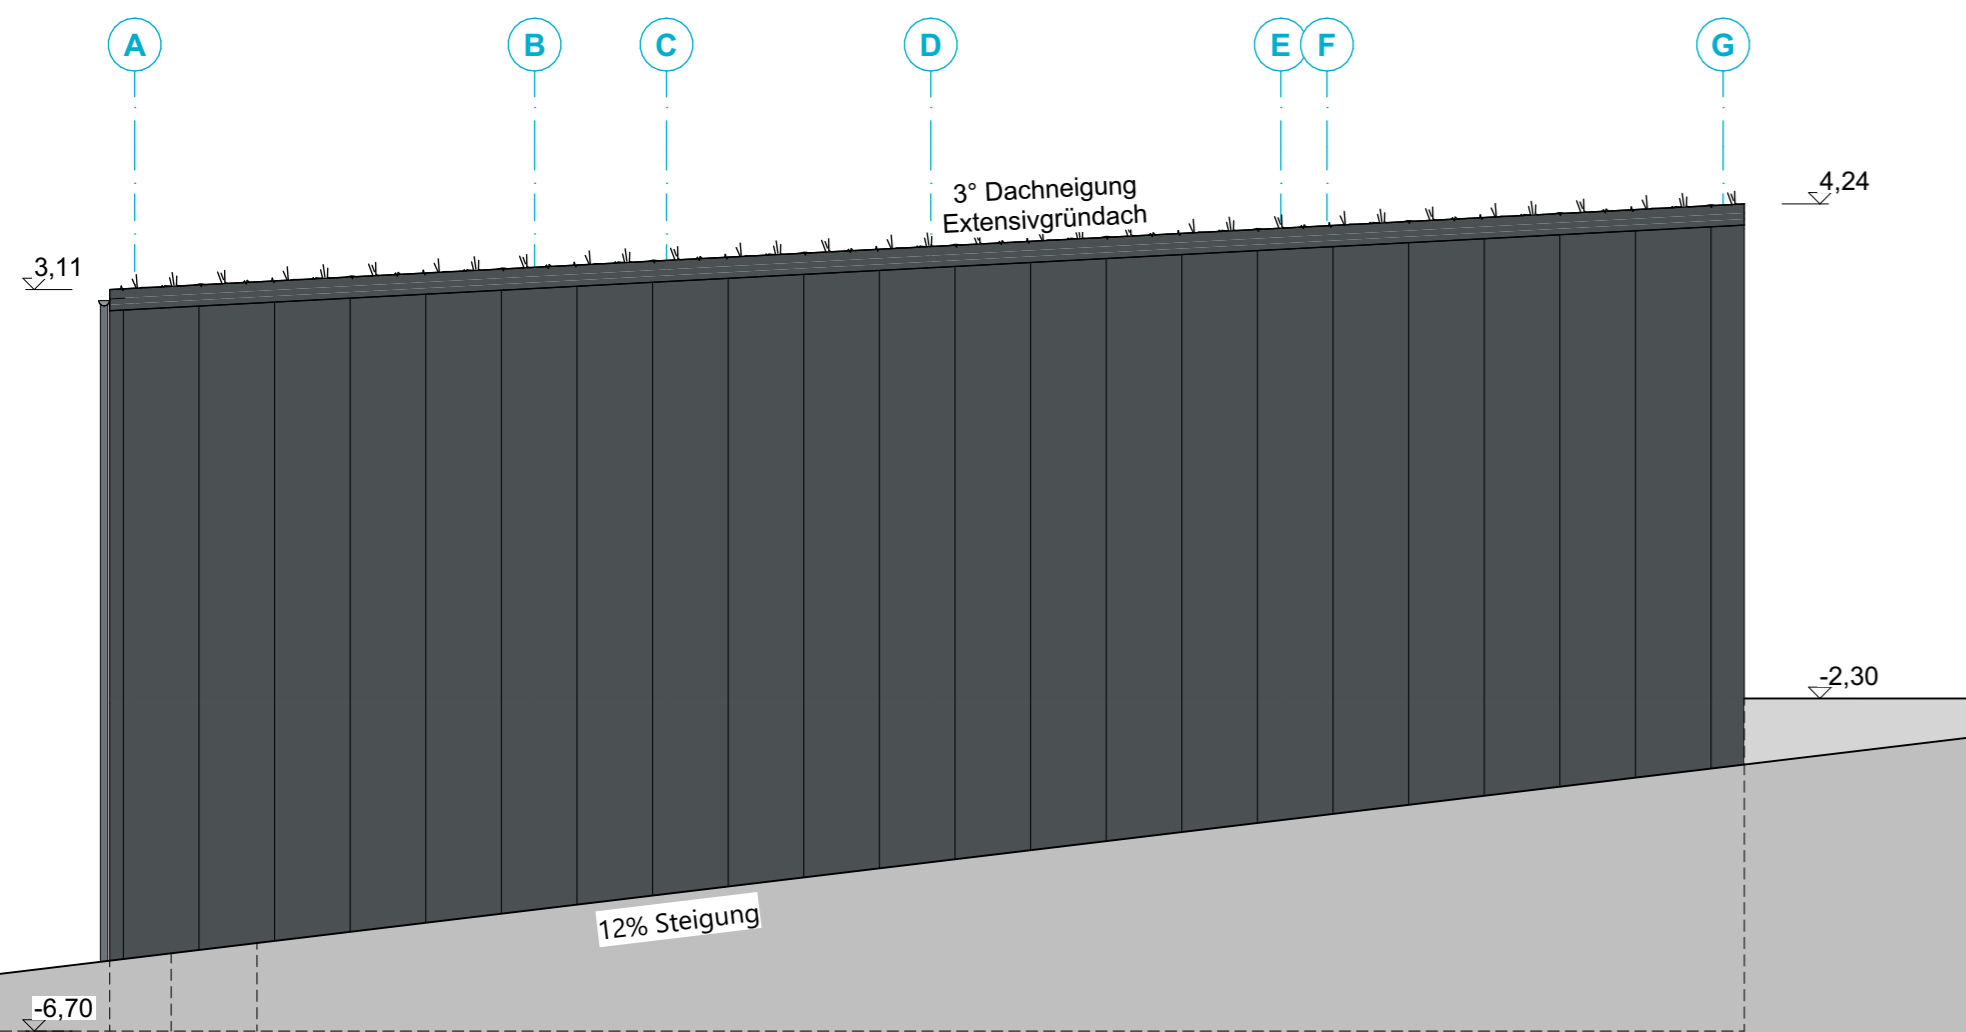 A B C D E F G
3° Dachneigung
Extensivgründach
4,24
3,11
-2,30
12% Steigung
-6,70